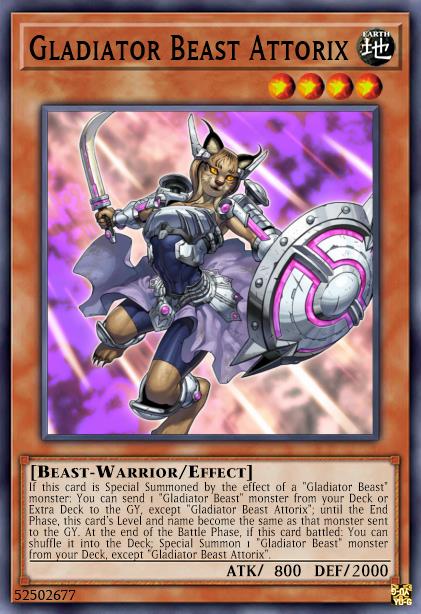 GLADIATOR BEAST ATTORIX
EARTH
地
[BEAST-WARRIOR/EFFECT]
If this card is Special Summoned by the effect of a "Gladiator Beast"
monster: You can send 1 "Gladiator Beast" monster from your Deck or
Extra Deck to the GY, except "Gladiator Beast Attorix"; until the End
Phase, this card's Level and name become the same as that monster sent
to the GY. At the end of the Battle Phase, if this card battled: You can
shuffle it into the Deck; Special Summon 1 "Gladiator Beast" monster
from your Deck, except "Gladiator Beast Attorix".
ATK/ 800 DEF/2000
52502677